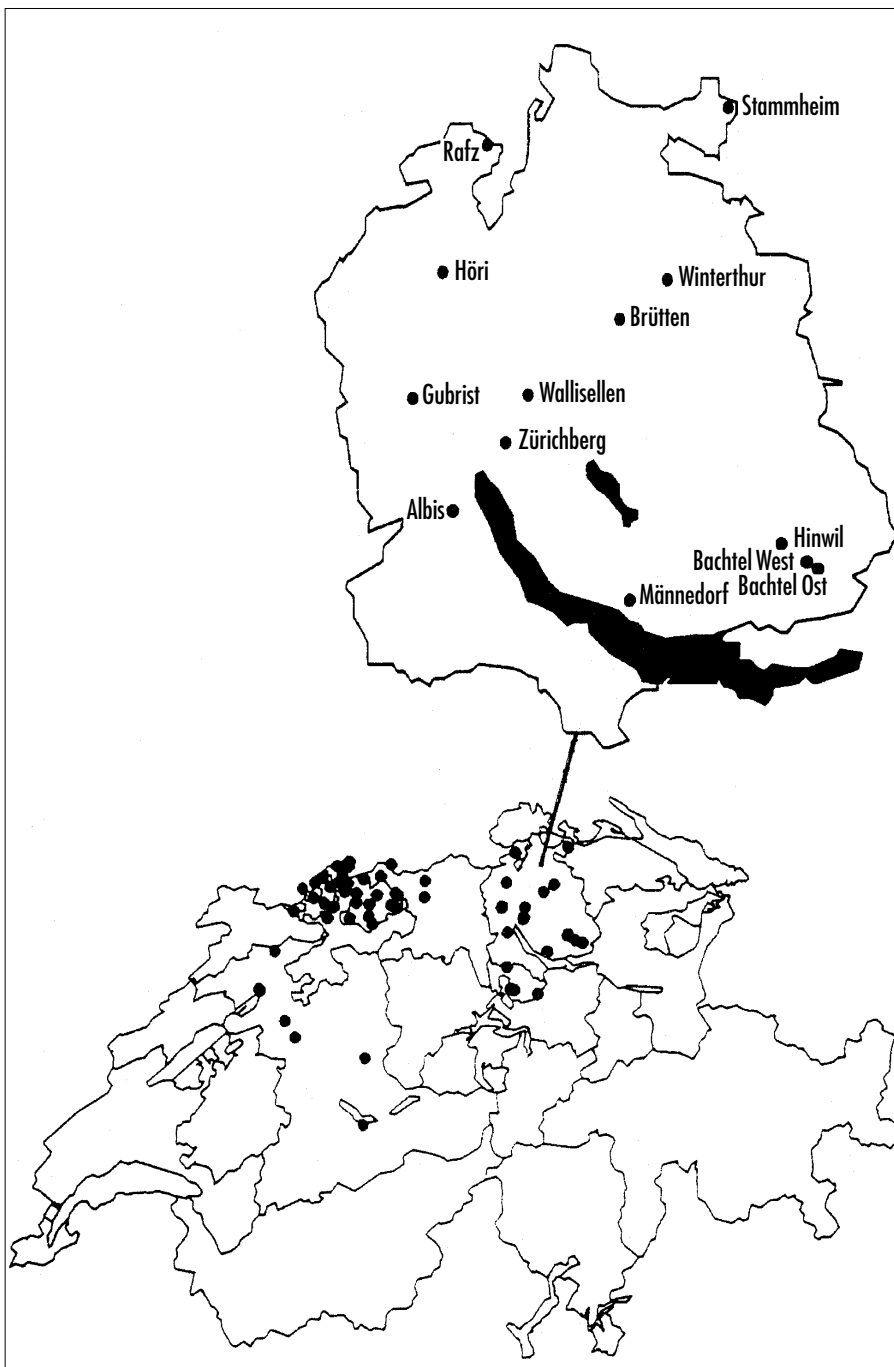 Stammheim
Rafz
Höri
Winterthur
Brütten
Gubrist
Wallisellen
Zürichberg
Albis
Hinwil
Bachtel West
Bachtel Ost
Männedorf